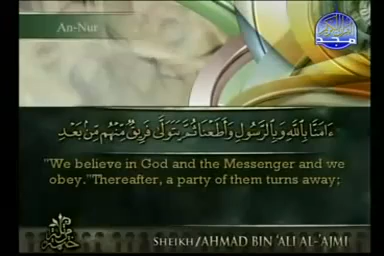 An-Nur
المجد
ءَامَنَّا بِٱللَّهِ وَبِٱلرَّسُولِ وَأَطَعْنَا ثُمَّ يَتَوَلَّىٰ فَرِيقٌ مِّنْهُم مِّنۢ بَعْدِ
"We believe in God and the Messenger and we
obey."Thereafter, a party of them turns away;
SHEIKH/AHMAD BIN 'ALI AL-'AJMI